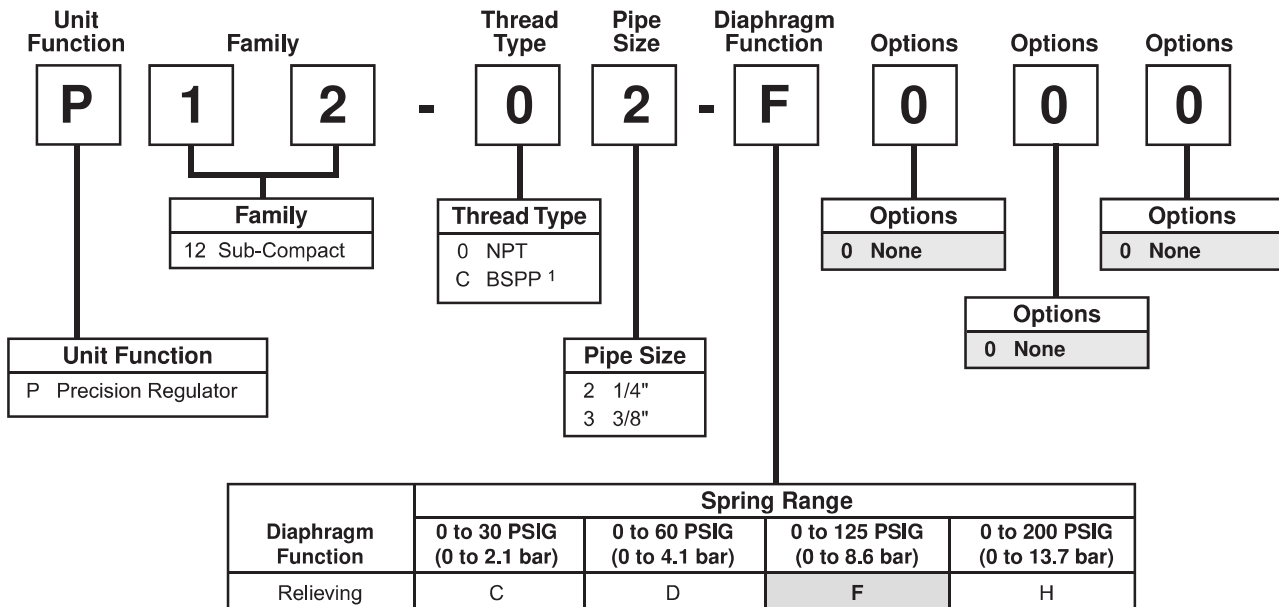 Unit Function
Family
Thread Type
Pipe Size
Diaphragm Function
Options
Options
Options
P 1 2 - 0 2 - F 0 0 0
Family
12 Sub-Compact
Thread Type
0 NPT
C BSPP 1
Options
0 None
Options
0 None
Options
0 None
Unit Function
P Precision Regulator
Pipe Size
2 1/4"
3 3/8"
Spring Range
Diaphragm Function
0 to 30 PSIG (0 to 2.1 bar)
0 to 60 PSIG (0 to 4.1 bar)
0 to 125 PSIG (0 to 8.6 bar)
0 to 200 PSIG (0 to 13.7 bar)
Relieving C D F H